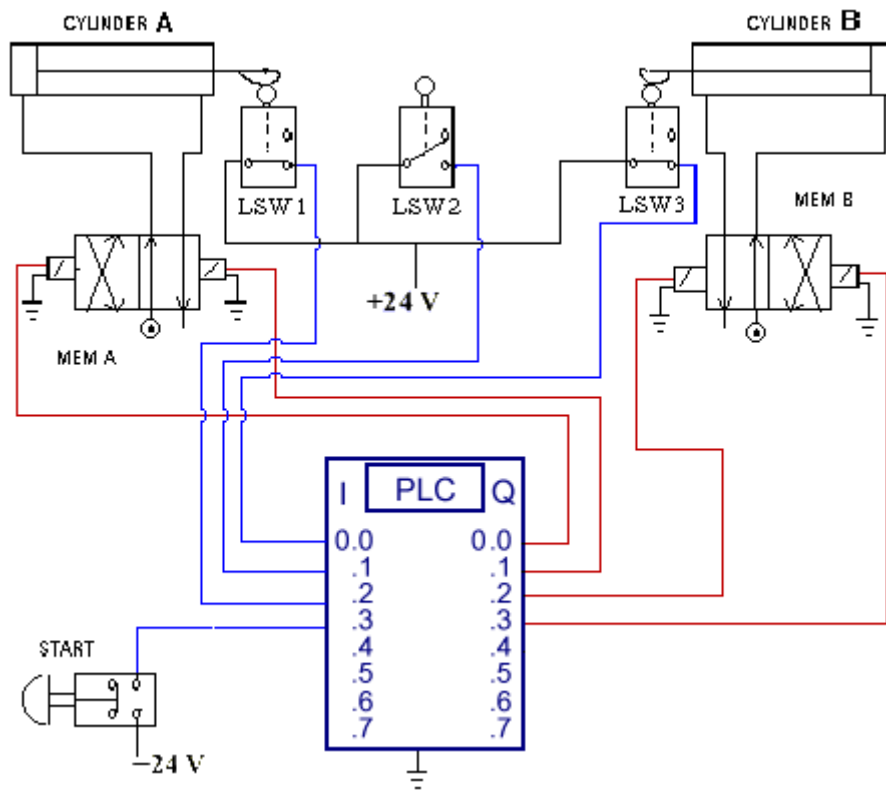 CYLINDER A
CYLINDER B
LSW1
LSW2
LSW3
MEM B
+24 V
MEM A
I PLC Q
0.0 0.0
.1 .1
.2 .2
.3 .3
.4 .4
.5 .5
.6 .6
.7 .7
START
−24 V